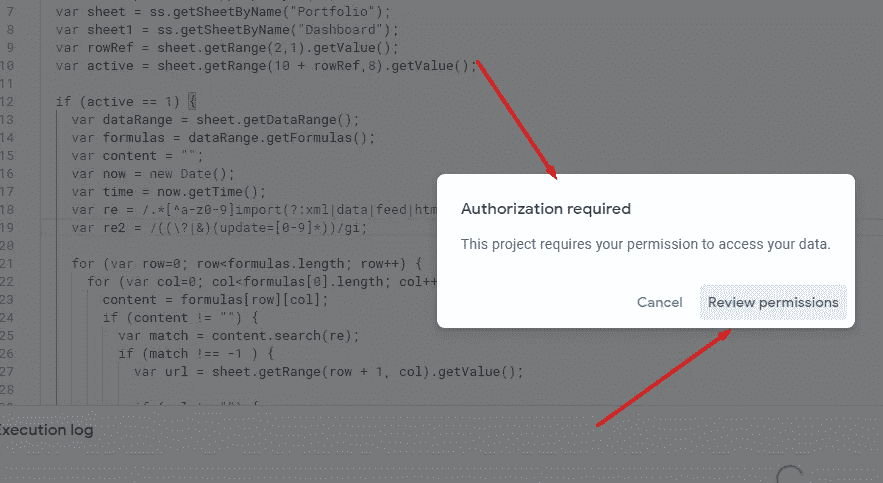 7 var sheet = ss.getSheetByName("Portfolio");
8 var sheet1 = ss.getSheetByName("Dashboard");
9 var rowRef = sheet.getRange(2,1).getValue();
10 var active = sheet.getRange(10 + rowRef,8).getValue();
11
12 if (active == 1) {
13 var dataRange = sheet.getDataRange();
14 var formulas = dataRange.getFormulas();
15 var content = "";
16 var now = new Date();
17 var time = now.getTime();
18 var re = /.*[^a-z0-9]import(?:xml|data|feed|htm
19 var re2 = /((\?|&)(update=[0-9]*))/gi;
20
21 for (var row=0; row<formulas.length; row++) {
22 for (var col=0; col<formulas[0].length; col++
23 content = formulas[row][col];
24 if (content != "") {
25 var match = content.search(re);
26 if (match !== -1 ) {
27 var url = sheet.getRange(row + 1, col).getValue();
28
Authorization required
This project requires your permission to access your data.
Cancel Review permissions
Execution log